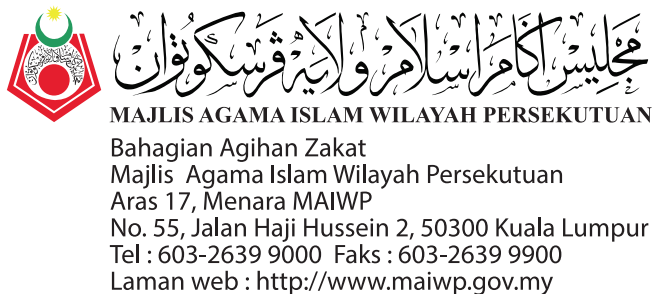 مجليس اݢام اسلام ولايه ڤرسكوتوان
MAJLIS AGAMA ISLAM WILAYAH PERSEKUTUAN
Bahagian Agihan Zakat
Majlis Agama Islam Wilayah Persekutuan
Aras 17, Menara MAIWP
No. 55, Jalan Haji Hussein 2, 50300 Kuala Lumpur
Tel : 603-2639 9000 Faks : 603-2639 9900
Laman web : http://www.maiwp.gov.my